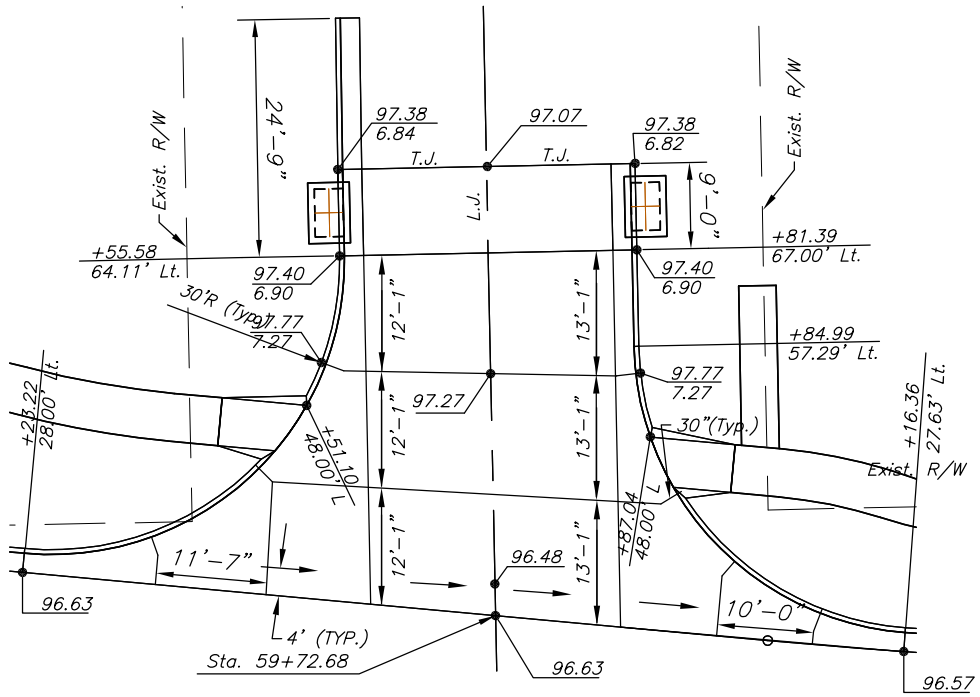 24'-9"
Exist. R/W
Exist. R/W
97.38
6.84
97.07
97.38
6.82
T.J.
T.J.
L.J.
9'-0"
+55.58
64.11' Lt.
+81.39
67.00' Lt.
97.40
6.90
97.40
6.90
30'R (Typ.)
97.77
7.27
12'-1"
13'-1"
+84.99
57.29' Lt.
+23.22
28.00' Lt.
97.27
97.77
7.27
+16.36
27.63' Lt.
+51.10
48.00' L
12'-1"
13'-1"
30"(Typ.)
Exist. R/W
+87.04
48.00' L
11'-7"
12'-1"
96.48
13'-1"
10'-0"
96.63
4' (TYP.)
Sta. 59+72.68
96.63
96.57